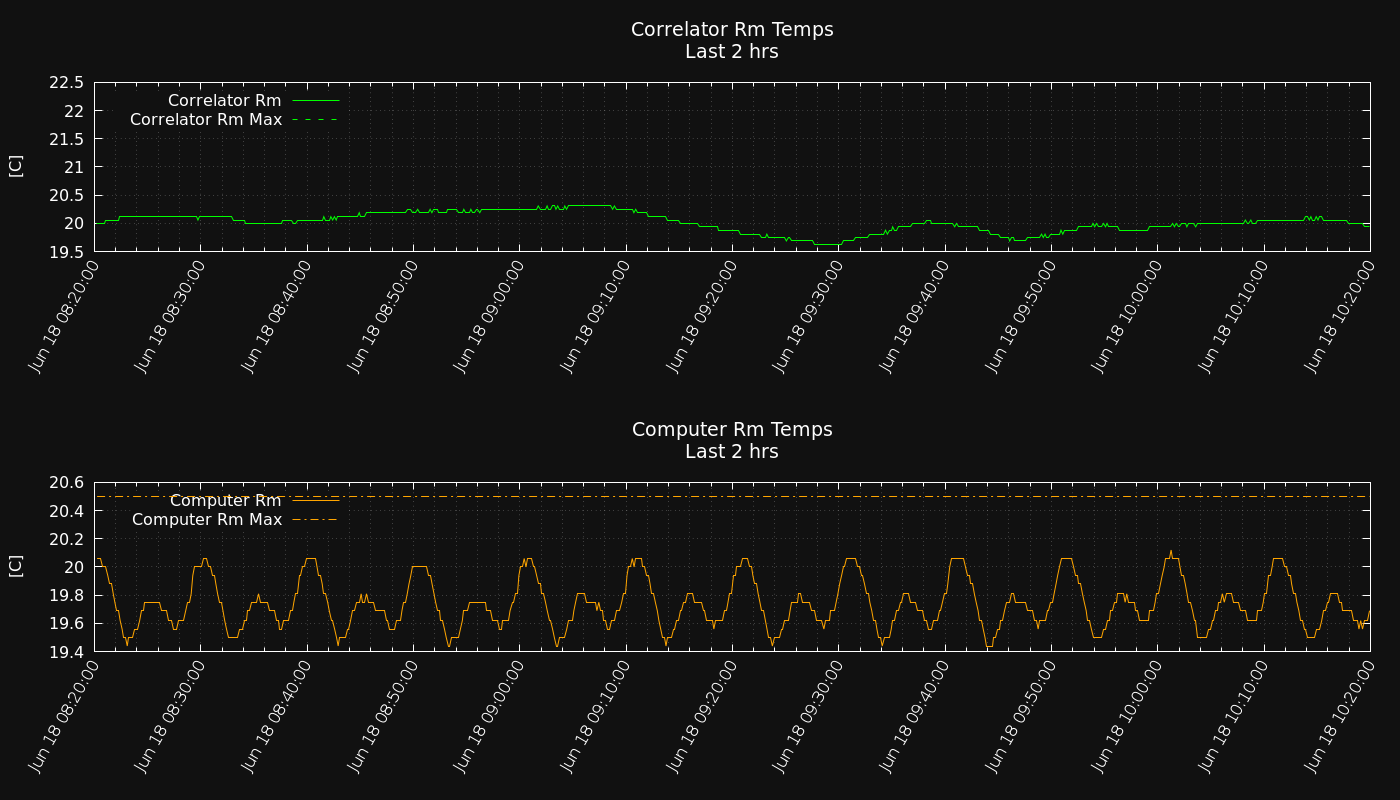 Correlator Rm Temps
Last 2 hrs
22.5
22
21.5
21
20.5
20
19.5
[C]
Correlator Rm
Correlator Rm Max
Jun 18 08:20:00
Jun 18 08:30:00
Jun 18 08:40:00
Jun 18 08:50:00
Jun 18 09:00:00
Jun 18 09:10:00
Jun 18 09:20:00
Jun 18 09:30:00
Jun 18 09:40:00
Jun 18 09:50:00
Jun 18 10:00:00
Jun 18 10:10:00
Jun 18 10:20:00
Computer Rm Temps
Last 2 hrs
20.6
20.4
20.2
20
19.8
19.6
19.4
[C]
Computer Rm
Computer Rm Max
Jun 18 08:20:00
Jun 18 08:30:00
Jun 18 08:40:00
Jun 18 08:50:00
Jun 18 09:00:00
Jun 18 09:10:00
Jun 18 09:20:00
Jun 18 09:30:00
Jun 18 09:40:00
Jun 18 09:50:00
Jun 18 10:00:00
Jun 18 10:10:00
Jun 18 10:20:00